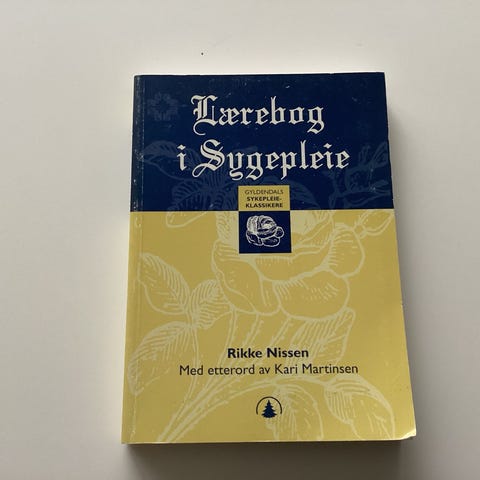 Lærebog
i Sygepleie
GYLDENDALS
SYKEPLEIE-
KLASSIKERE
Rikke Nissen
Med etterord av Kari Martinsen